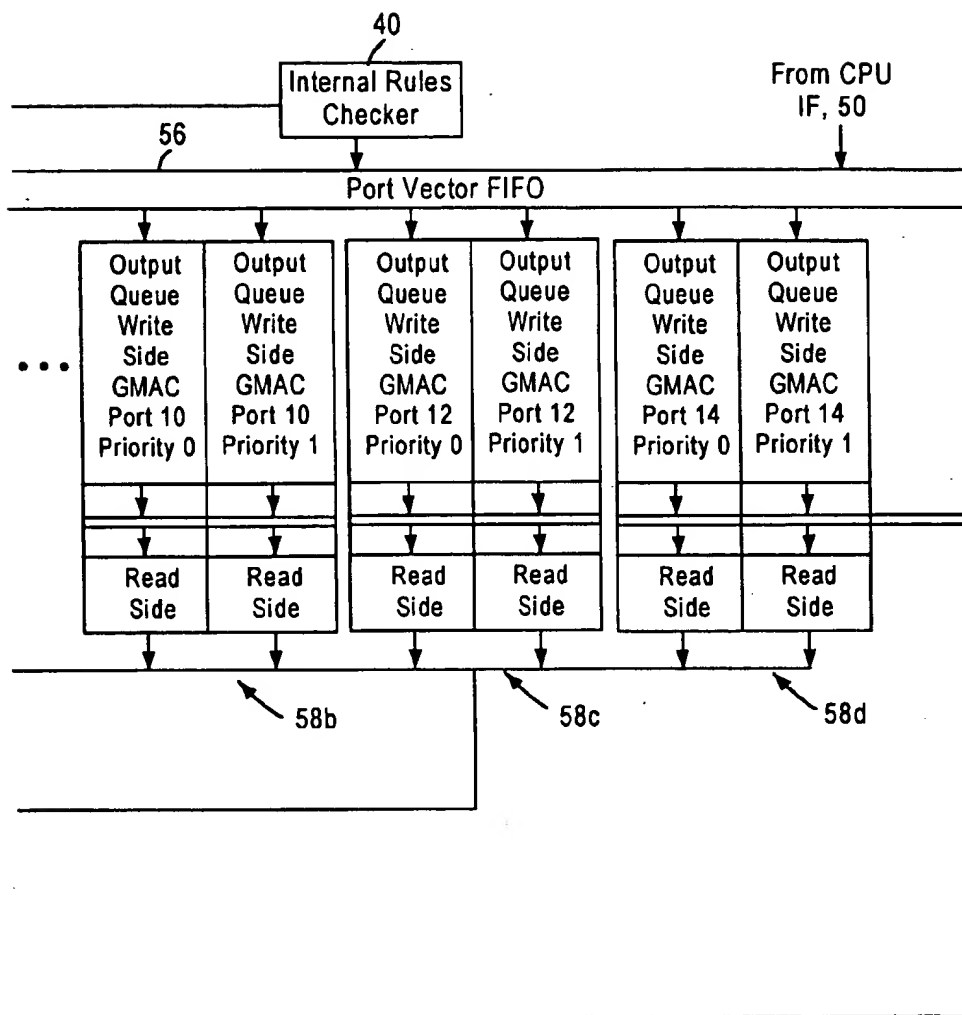 40
Internal Rules
Checker
From CPU
IF, 50
56
Port Vector FIFO
Output
Queue
Write
Side
GMAC
Port 10
Priority 0
Output
Queue
Write
Side
GMAC
Port 10
Priority 1
Output
Queue
Write
Side
GMAC
Port 12
Priority 0
Output
Queue
Write
Side
GMAC
Port 12
Priority 1
Output
Queue
Write
Side
GMAC
Port 14
Priority 0
Output
Queue
Write
Side
GMAC
Port 14
Priority 1
• • •
Read
Side
Read
Side
Read
Side
Read
Side
Read
Side
Read
Side
58b
58c
58d